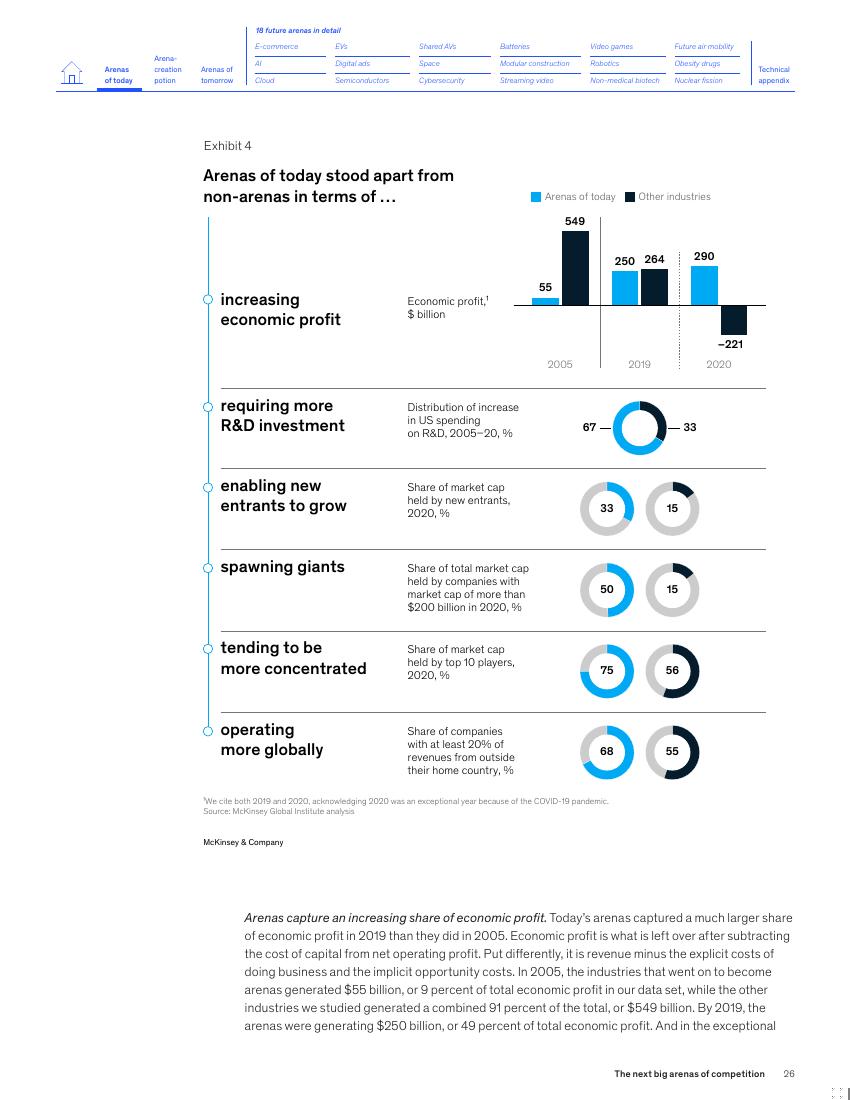 18 future arenas in detail
Arenas of today
Arena-creation potion
Arenas of tomorrow
E-commerce EVs Shared AVs Batteries Video games Future air mobility
AI Digital ads Space Modular construction Robotics Obesity drugs
Cloud Semiconductors Cybersecurity Streaming video Non-medical biotech Nuclear fission
Technical appendix
Exhibit 4
Arenas of today stood apart from
non-arenas in terms of …
Arenas of today Other industries
increasing
economic profit
Economic profit,¹
$ billion
55 549 250 264 290 –221
2005 2019 2020
requiring more
R&D investment
Distribution of increase
in US spending
on R&D, 2005–20, %
67 33
enabling new
entrants to grow
Share of market cap
held by new entrants,
2020, %
33 15
spawning giants
Share of total market cap
held by companies with
market cap of more than
$200 billion in 2020, %
50 15
tending to be
more concentrated
Share of market cap
held by top 10 players,
2020, %
75 56
operating
more globally
Share of companies
with at least 20% of
revenues from outside
their home country, %
68 55
¹We cite both 2019 and 2020, acknowledging 2020 was an exceptional year because of the COVID-19 pandemic.
Source: McKinsey Global Institute analysis
McKinsey & Company
Arenas capture an increasing share of economic profit. Today's arenas captured a much larger share
of economic profit in 2019 than they did in 2005. Economic profit is what is left over after subtracting
the cost of capital from net operating profit. Put differently, it is revenue minus the explicit costs of
doing business and the implicit opportunity costs. In 2005, the industries that went on to become
arenas generated $55 billion, or 9 percent of total economic profit in our data set, while the other
industries we studied generated a combined 91 percent of the total, or $549 billion. By 2019, the
arenas were generating $250 billion, or 49 percent of total economic profit. And in the exceptional
The next big arenas of competition 26